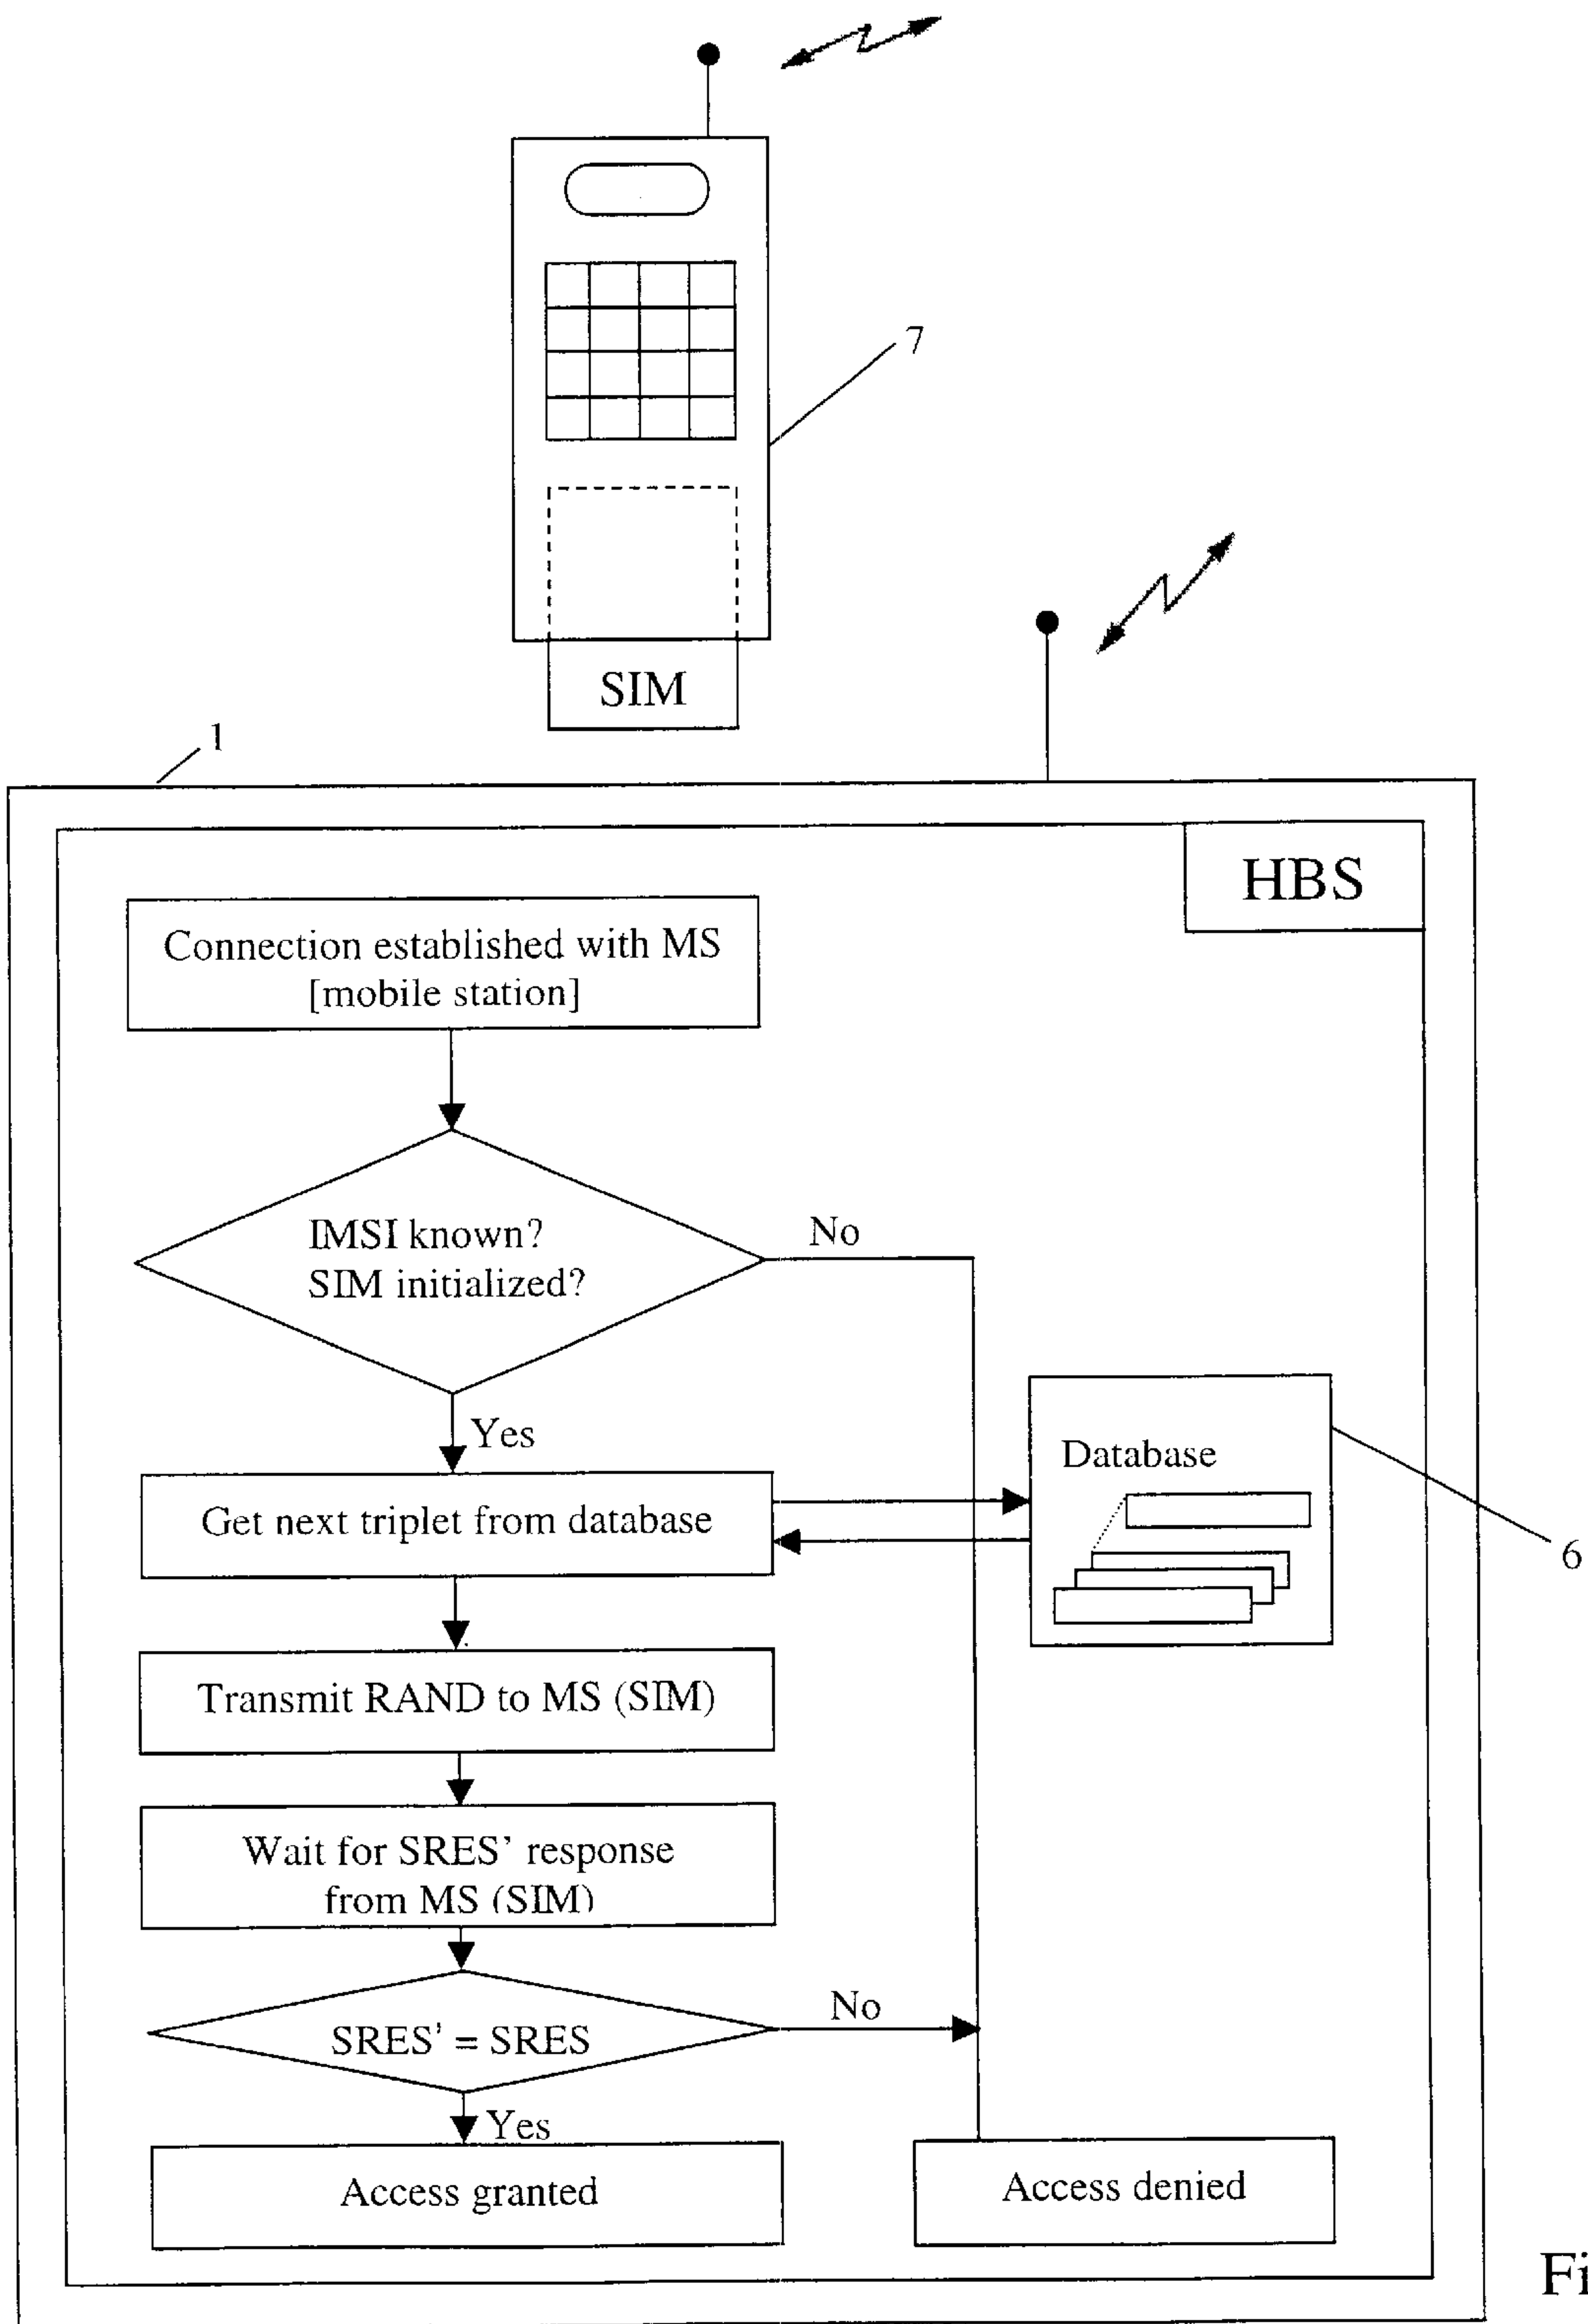 7
SIM
1
HBS
Connection established with MS
[mobile station]
IMSI known?
SIM initialized?
No
Yes
Database
Get next triplet from database
6
Transmit RAND to MS (SIM)
Wait for SRES' response
from MS (SIM)
SRES' = SRES
No
Yes
Access granted
Access denied
Fi